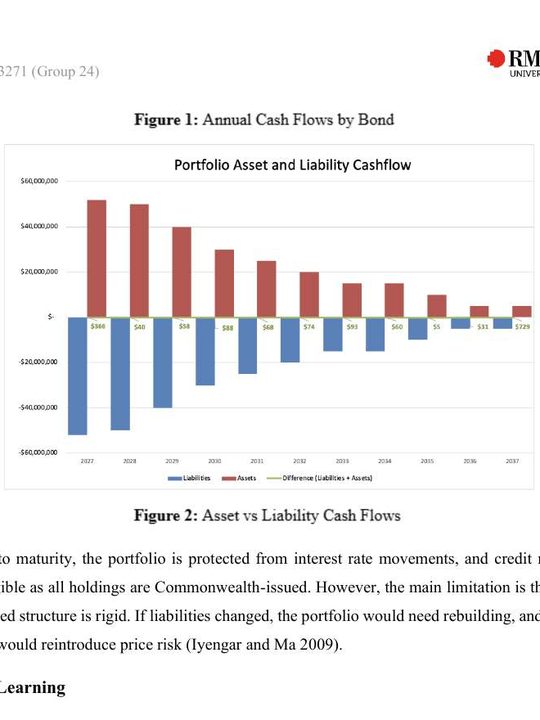 3271 (Group 24)
RM
UNIVER
Figure 1: Annual Cash Flows by Bond
Portfolio Asset and Liability Cashflow
$60,000,000
$40,000,000
$20,000,000
$-
-$20,000,000
-$40,000,000
-$60,000,000
$366 $40 $58 $88 $68 $74 $93 $60 $5 $31 $729
2027 2028 2029 2030 2031 2032 2033 2034 2035 2036 2037
Liabilities Assets Difference (Liabilities + Assets)
Figure 2: Asset vs Liability Cash Flows
to maturity, the portfolio is protected from interest rate movements, and credit r
gible as all holdings are Commonwealth-issued. However, the main limitation is th
ed structure is rigid. If liabilities changed, the portfolio would need rebuilding, and
would reintroduce price risk (Iyengar and Ma 2009).
Learning